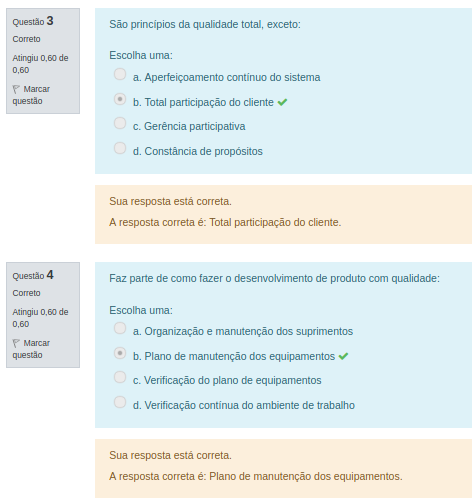 Questão 3
Correto
Atingiu 0,60 de
0,60
Marcar
questão
São princípios da qualidade total, exceto:
Escolha uma:
a. Aperfeiçoamento contínuo do sistema
b. Total participação do cliente
c. Gerência participativa
d. Constância de propósitos
Sua resposta está correta.
A resposta correta é: Total participação do cliente.
Questão 4
Correto
Atingiu 0,60 de
0,60
Marcar
questão
Faz parte de como fazer o desenvolvimento de produto com qualidade:
Escolha uma:
a. Organização e manutenção dos suprimentos
b. Plano de manutenção dos equipamentos
c. Verificação do plano de equipamentos
d. Verificação contínua do ambiente de trabalho
Sua resposta está correta.
A resposta correta é: Plano de manutenção dos equipamentos.